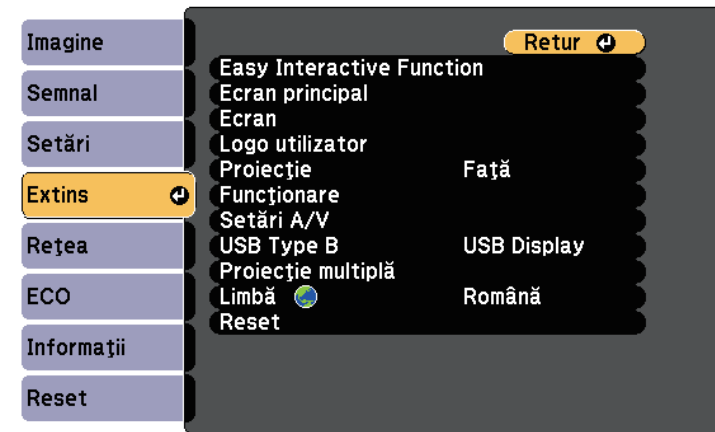 Imagine
Semnal
Setări
Extins
Reţea
ECO
Informaţii
Reset
Retur
Easy Interactive Function
Ecran principal
Ecran
Logo utilizator
Proiecţie Faţă
Funcţionare
Setări A/V
USB Type B USB Display
Proiecţie multiplă
Limbă Română
Reset